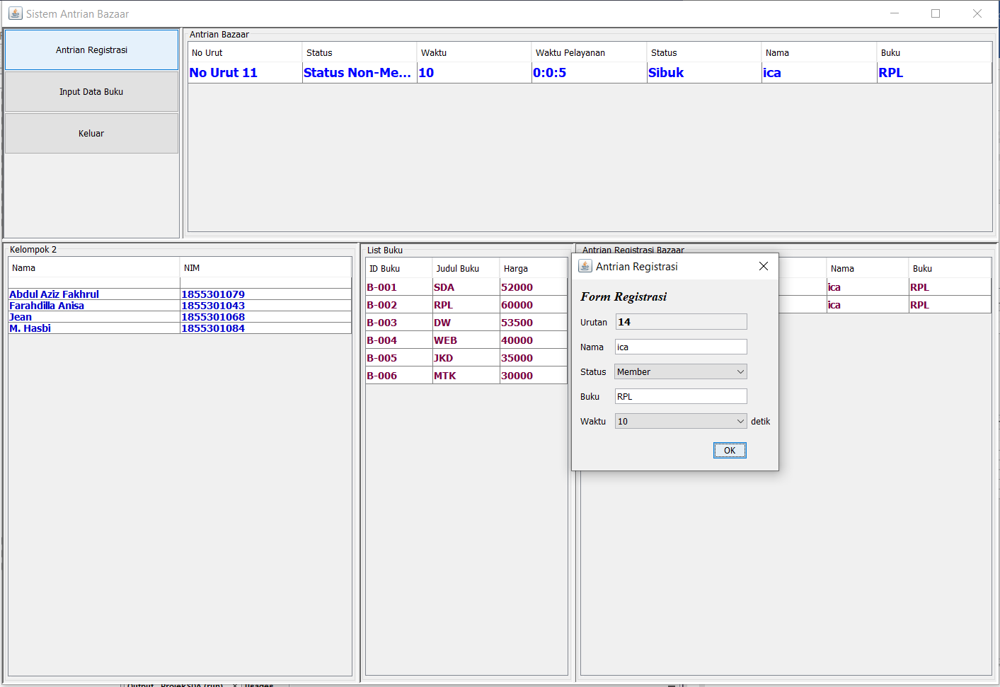 Sistem Antrian Bazaar
Antrian Registrasi
Input Data Buku
Keluar
Antrian Bazaar
No Urut Status Waktu Waktu Pelayanan Status Nama Buku
No Urut 11 Status Non-Me... 10 0:0:5 Sibuk ica RPL
Kelompok 2
Nama NIM
Abdul Aziz Fakhrul 1855301079
Farahdilla Anisa 1855301043
Jean 1855301068
M. Hasbi 1855301084
List Buku
ID Buku Judul Buku Harga
B-001 SDA 52000
B-002 RPL 60000
B-003 DW 53500
B-004 WEB 40000
B-005 JKD 35000
B-006 MTK 30000
Antrian Registrasi Bazaar
Nama Buku
ica RPL
ica RPL
Antrian Registrasi
Form Registrasi
Urutan 14
Nama ica
Status Member
Buku RPL
Waktu 10 detik
OK
Output - ProjekSDA (run) × Usages